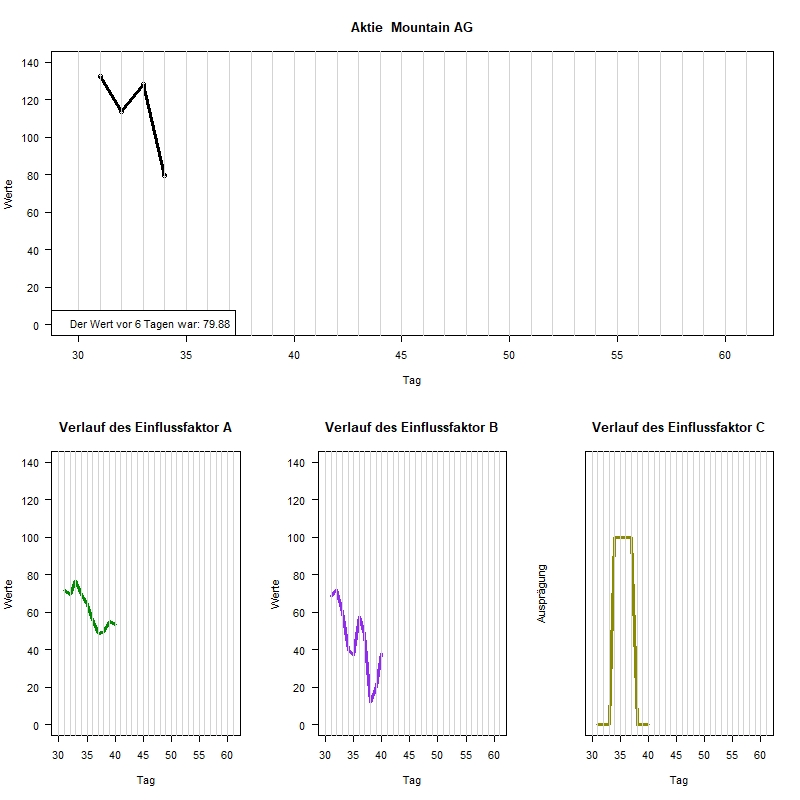 Aktie  Mountain AG
140
120
100
80
60
40
20
0
Werte
Der Wert vor 6 Tagen war: 79.88
30 35 40 45 50 55 60
Tag
Verlauf des Einflussfaktor A
140
120
100
80
60
40
20
0
Werte
30 35 40 45 50 55 60
Tag
Verlauf des Einflussfaktor B
140
120
100
80
60
40
20
0
Werte
30 35 40 45 50 55 60
Tag
Verlauf des Einflussfaktor C
Ausprägung
30 35 40 45 50 55 60
Tag